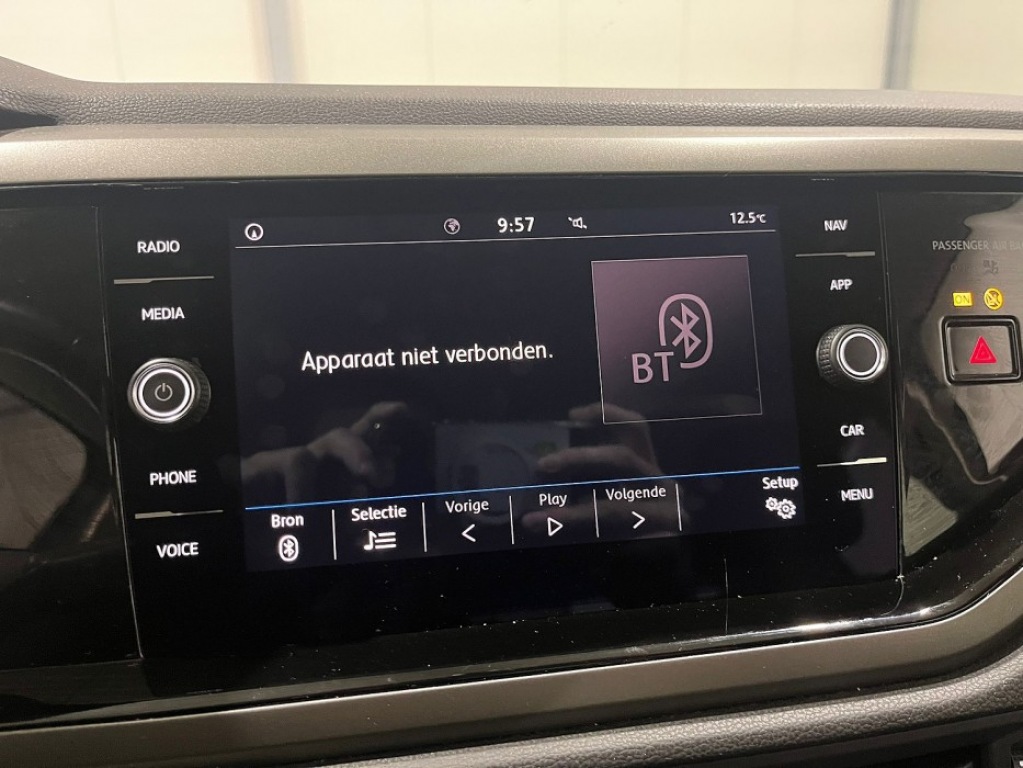 9:57
12.5°C
RADIO
MEDIA
PHONE
VOICE
Apparaat niet verbonden.
BT
Bron
Selectie
Vorige
Play
Volgende
Setup
NAV
APP
CAR
MENU
PASSENGER AIR BA
ON